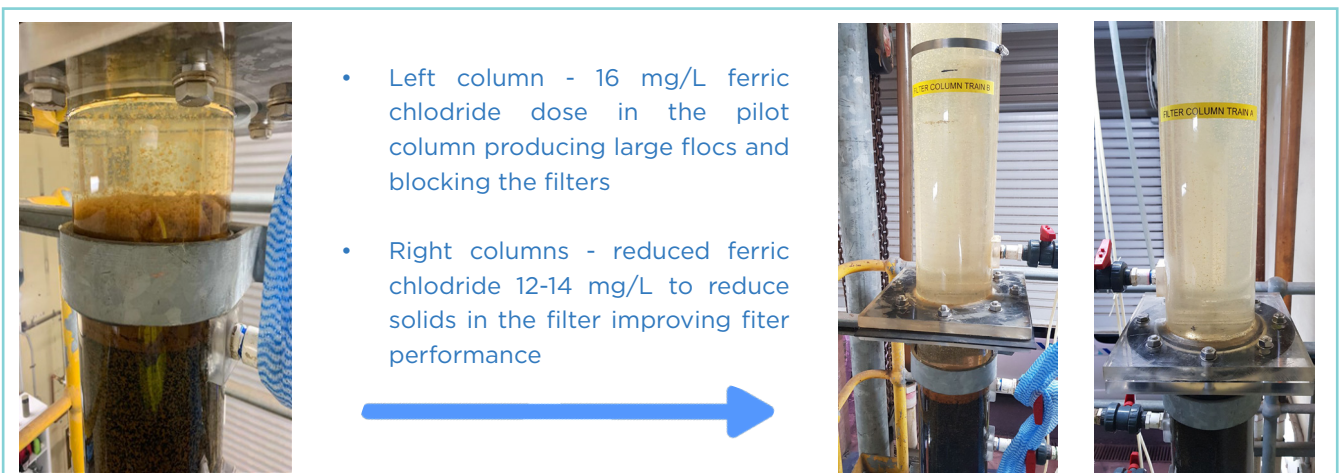 • Left column - 16 mg/L ferric
chlodride dose in the pilot
column producing large flocs and
blocking the filters
• Right columns - reduced ferric
chlodride 12-14 mg/L to reduce
solids in the filter improving fiter
performance
FILTER COLUMN TRAIN B
FILTER COLUMN TRAIN A